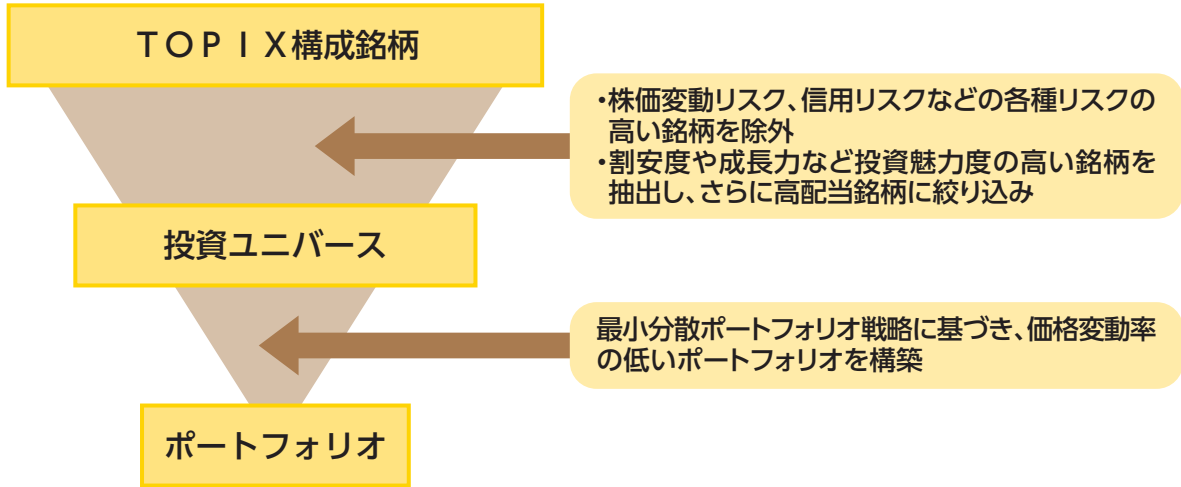 ＴＯＰＩＸ構成銘柄
・株価変動リスク、信用リスクなどの各種リスクの
高い銘柄を除外
・割安度や成長力など投資魅力度の高い銘柄を
抽出し、さらに高配当銘柄に絞り込み
投資ユニバース
最小分散ポートフォリオ戦略に基づき、価格変動率
の低いポートフォリオを構築
ポートフォリオ